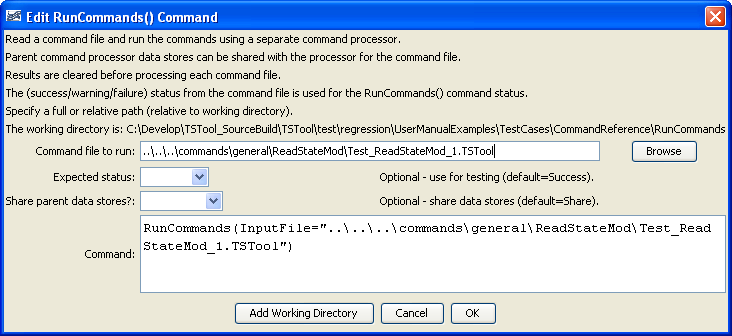 Edit RunCommands() Command
Read a command file and run the commands using a separate command processor.
Parent command processor data stores can be shared with the processor for the command file.
Results are cleared before processing each command file.
The (success/warning/failure) status from the command file is used for the RunCommands() command status.
Specify a full or relative path (relative to working directory).
The working directory is: C:\Develop\TSTool_SourceBuild\TSTool\test\regression\UserManualExamples\TestCases\CommandReference\RunCommands
Command file to run: ..\..\..\commands\general\ReadStateMod\Test_ReadStateMod_1.TSTool Browse
Expected status: Optional - use for testing (default=Success).
Share parent data stores?: Optional - share data stores (default=Share).
RunCommands(InputFile="..\..\..\commands\general\ReadStateMod\Test_Read
StateMod_1.TSTool")
Command:
Add Working Directory Cancel OK